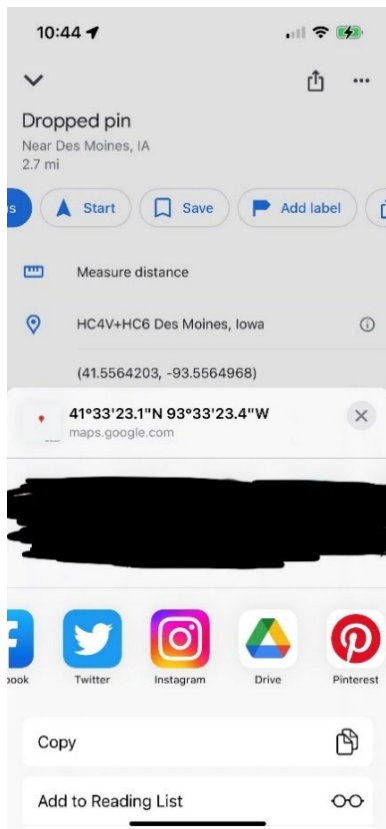 10:44
Dropped pin
Near Des Moines, IA
2.7 mi
s Start Save Add label
Measure distance
HC4V+HC6 Des Moines, Iowa
(41.5564203, -93.5564968)
41°33'23.1"N 93°33'23.4"W
maps.google.com
ook Twitter Instagram Drive Pinterest
Copy
Add to Reading List